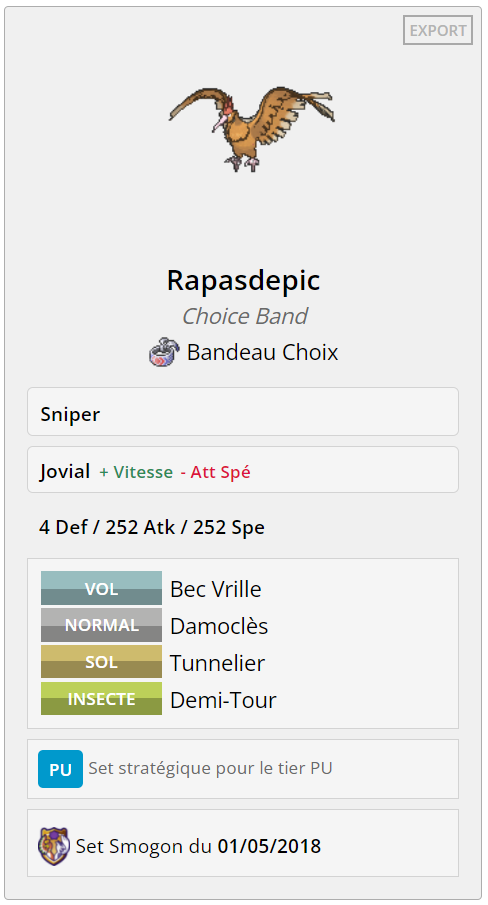 EXPORT
Rapasdepic
Choice Band
Bandeau Choix
Sniper
Jovial + Vitesse - Att Spé
4 Def / 252 Atk / 252 Spe
VOL Bec Vrille
NORMAL Damoclès
SOL Tunnelier
INSECTE Demi-Tour
PU Set stratégique pour le tier PU
Set Smogon du 01/05/2018